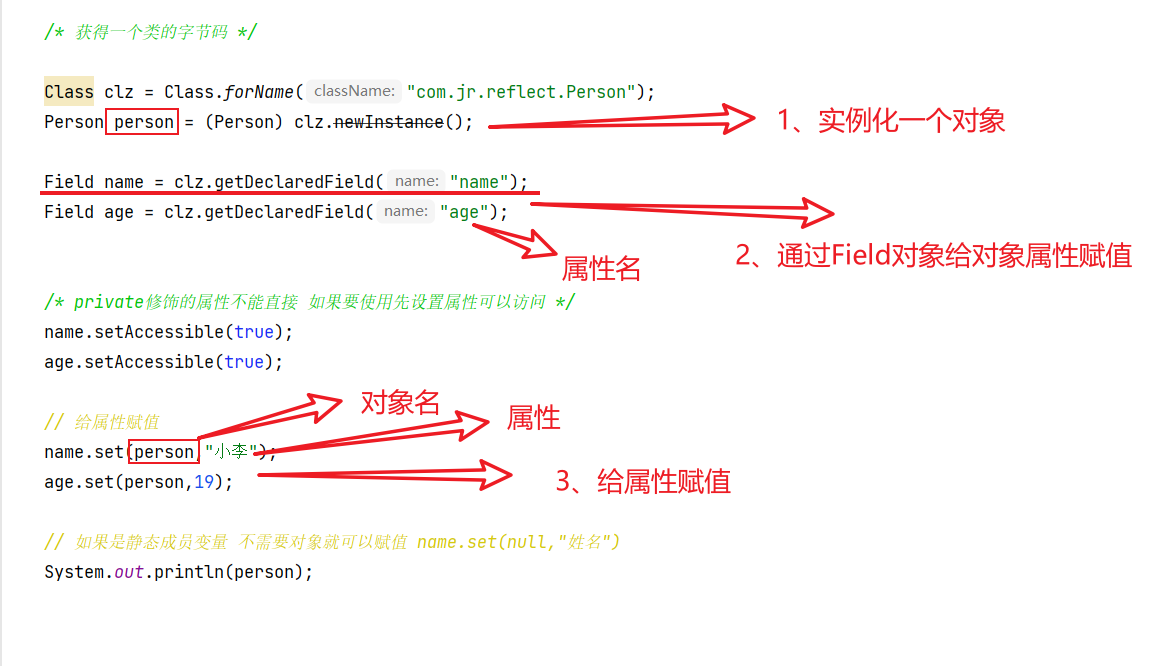 /* 获得一个类的字节码 */
Class clz = Class.forName( className: "com.jr.reflect.Person");
Person person = (Person) clz.newInstance();
1、实例化一个对象
Field name = clz.getDeclaredField( name: "name");
Field age = clz.getDeclaredField( name: "age");
2、通过Field对象给对象属性赋值
属性名
/* private修饰的属性不能直接 如果要使用先设置属性可以访问 */
name.setAccessible(true);
age.setAccessible(true);
对象名
属性
// 给属性赋值
name.set(person,"小李");
age.set(person,19);
3、给属性赋值
// 如果是静态成员变量 不需要对象就可以赋值 name.set(null,"姓名")
System.out.println(person);